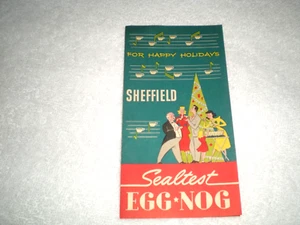 FOR HAPPY HOLIDAYS
SHEFFIELD
Sealtest
EGG★NOG